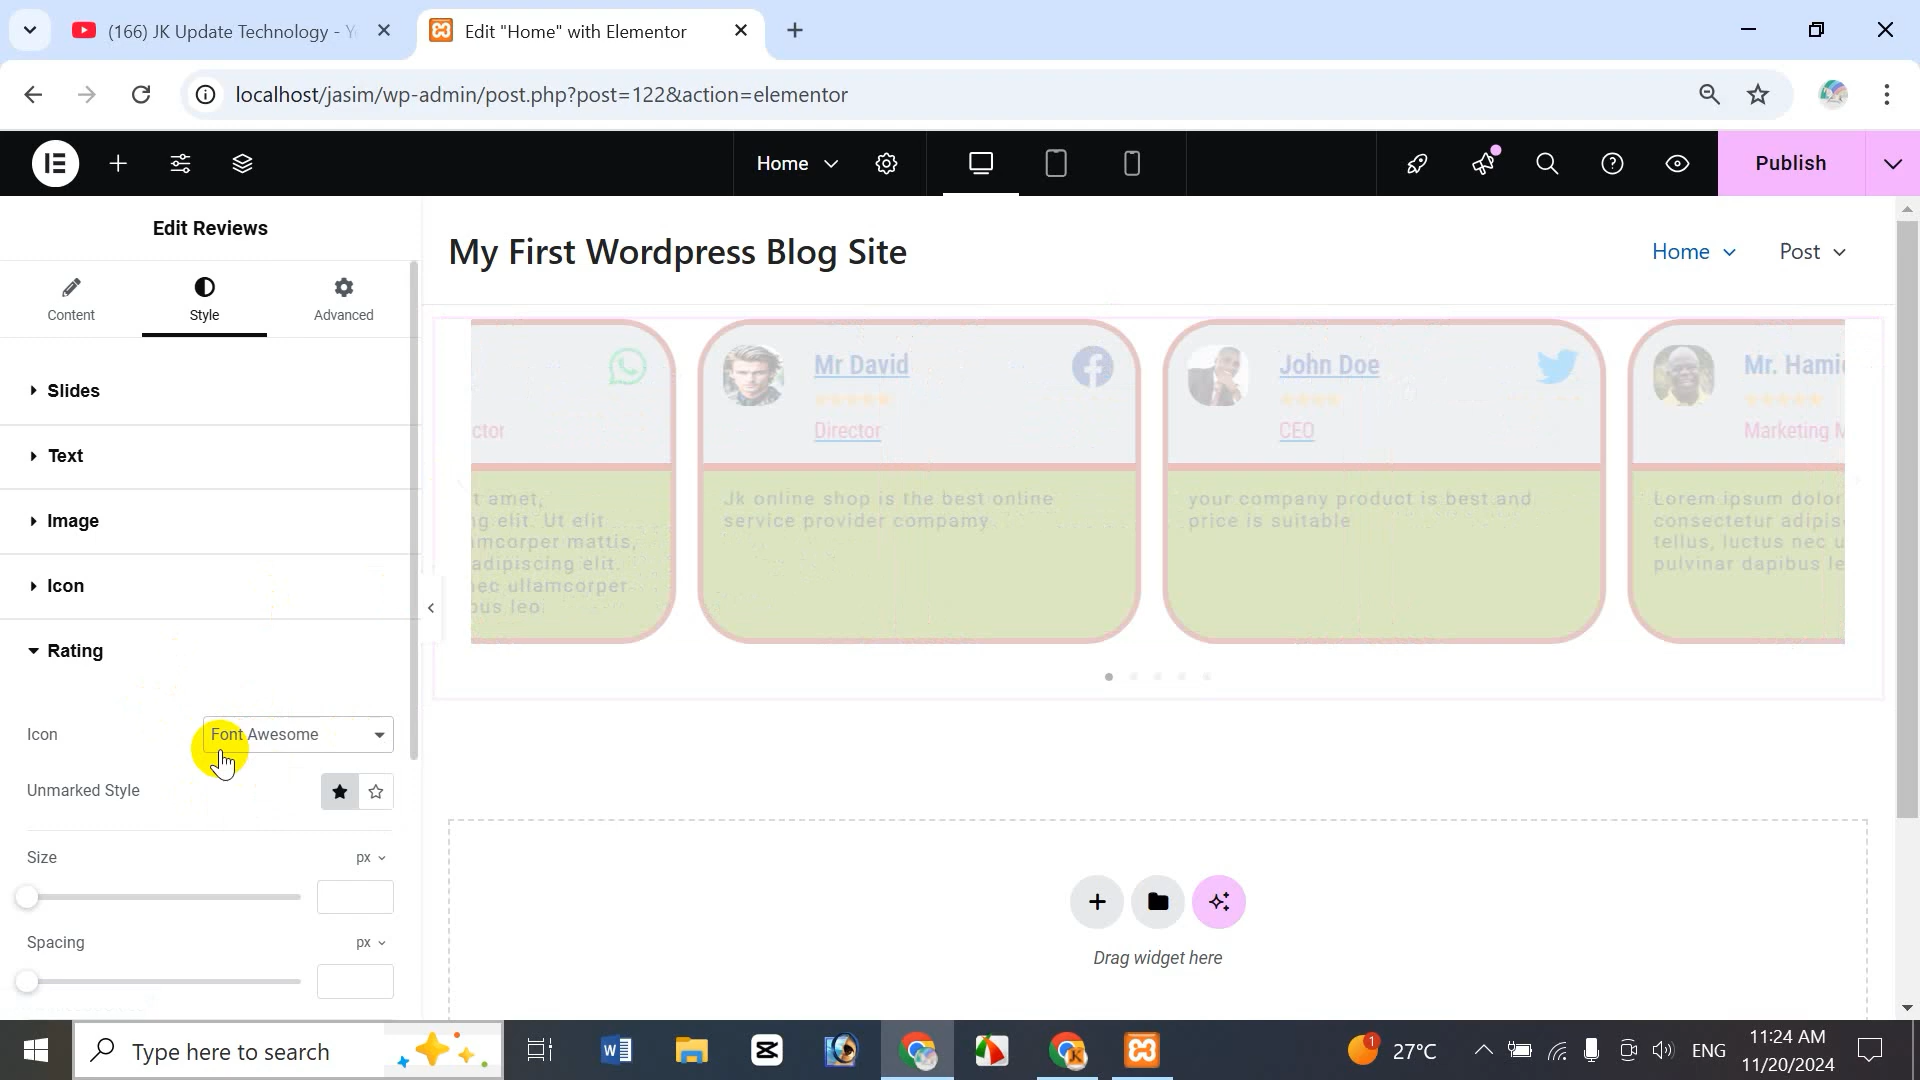 (166) JK Update Technology - Y
Edit "Home" with Elementor
localhost/jasim/wp-admin/post.php?post=122&action=elementor
Home
Publish
Edit Reviews
Content
Style
Advanced
Slides
Text
Image
Icon
Rating
Icon
Font Awesome
Unmarked Style
Size
px
Spacing
px
My First Wordpress Blog Site
Home
Post
ctor
t amet,
ng elit. Ut elit
mcorper mattis,
adipiscing elit.
nec ullamcorper
bus leo.
Mr David
Director
Jk online shop is the best online
service provider compamy
John Doe
CEO
your company product is best and
price is suitable
Mr. Hami
Marketing M
Lorem ipsum dolor
consectetur adipis
tellus, luctus nec u
pulvinar dapibus le
Drag widget here
Type here to search
1
27°C
ENG
11:24 AM
11/20/2024